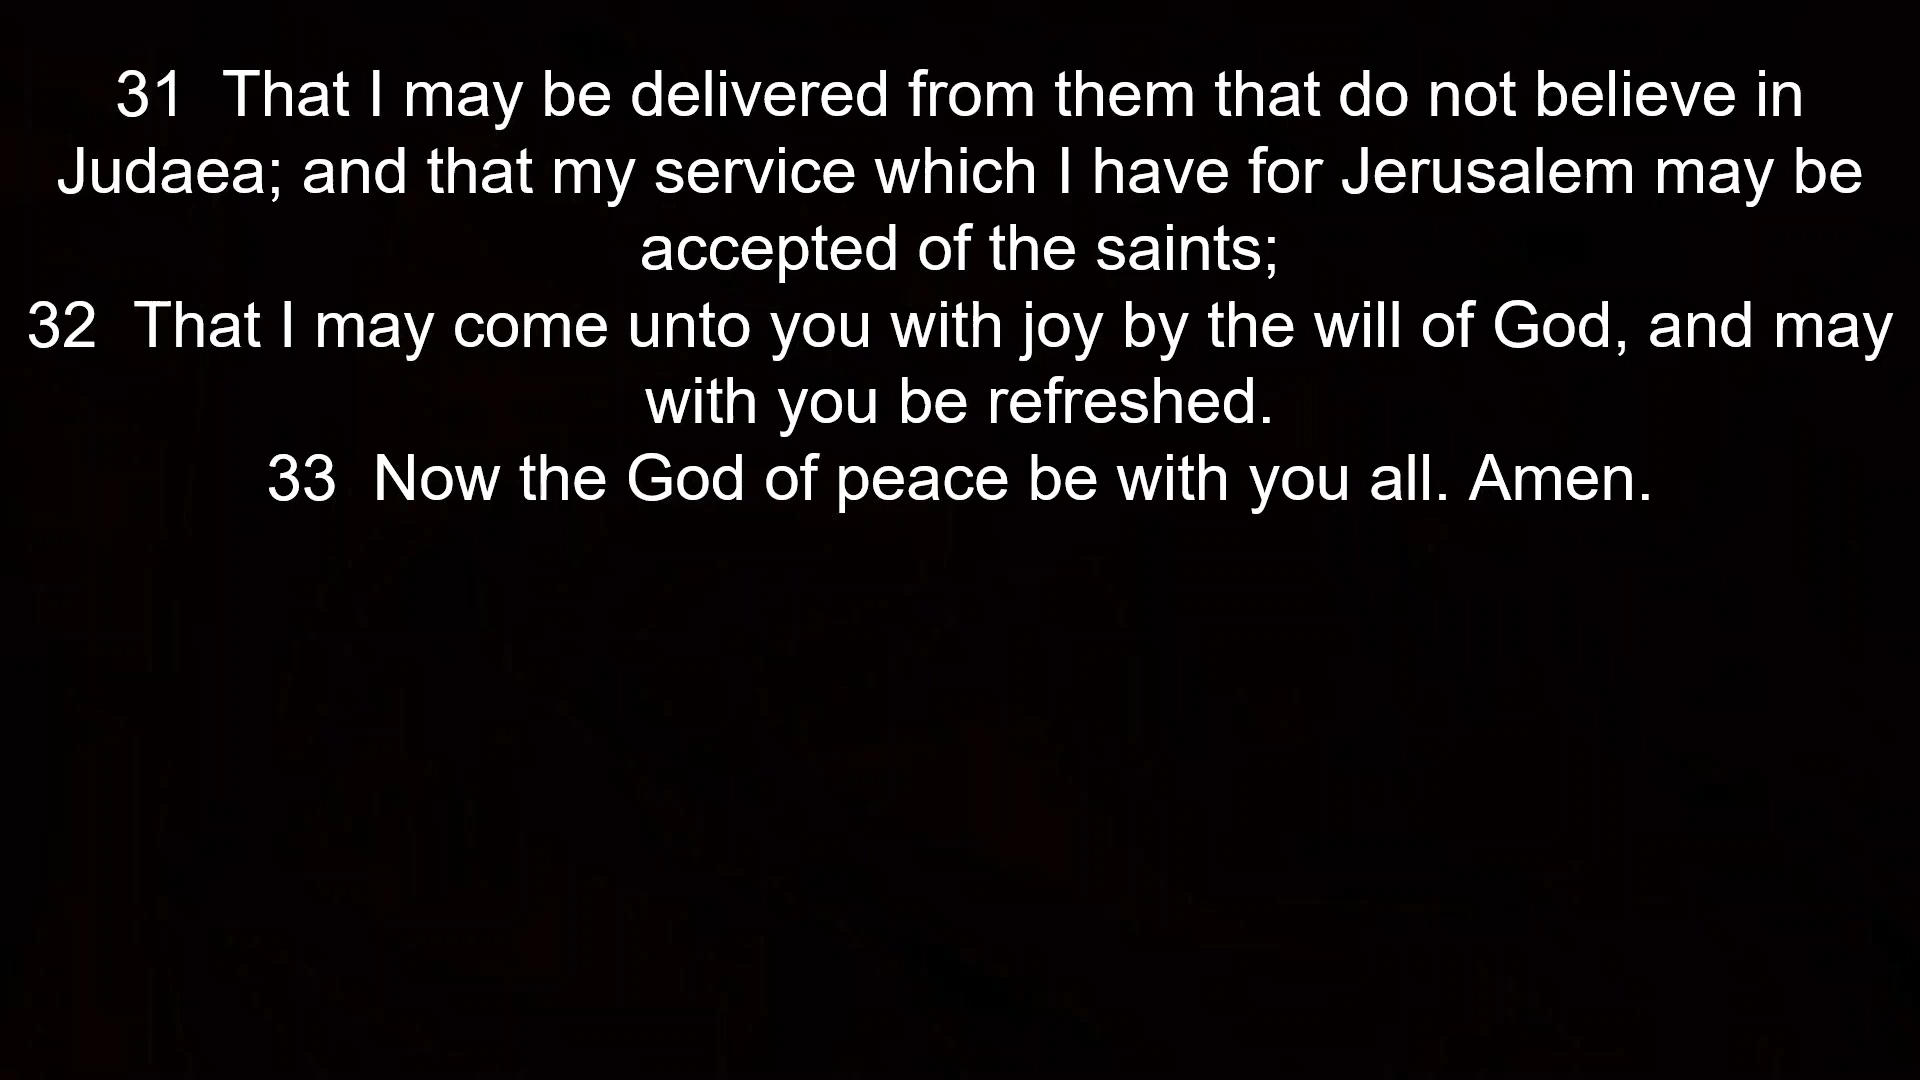 31  That I may be delivered from them that do not believe in
Judaea; and that my service which I have for Jerusalem may be
accepted of the saints;
32  That I may come unto you with joy by the will of God, and may
with you be refreshed.
33  Now the God of peace be with you all. Amen.